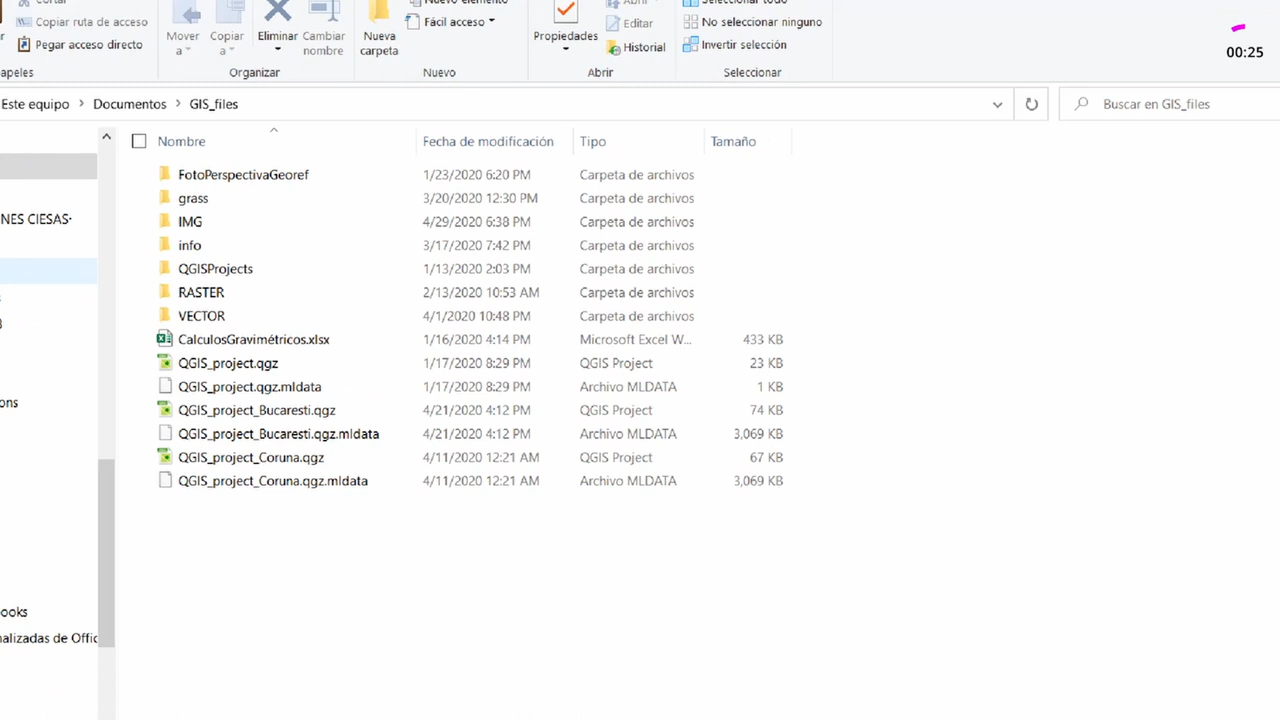 Cortar
Copiar ruta de acceso
Pegar acceso directo
Mover a
Copiar a
Eliminar
Cambiar nombre
Organizar
Nueva carpeta
Nuevo elemento
Fácil acceso
Nuevo
Propiedades
Abrir
Editar
Historial
Abrir
Seleccionar todo
No seleccionar ninguno
Invertir selección
Seleccionar
00:25
Este equipo > Documentos > GIS_files
Buscar en GIS_files
Nombre Fecha de modificación Tipo Tamaño
FotoPerspectivaGeoref 1/23/2020 6:20 PM Carpeta de archivos
grass 3/20/2020 12:30 PM Carpeta de archivos
IMG 4/29/2020 6:38 PM Carpeta de archivos
info 3/17/2020 7:42 PM Carpeta de archivos
QGISProjects 1/13/2020 2:03 PM Carpeta de archivos
RASTER 2/13/2020 10:53 AM Carpeta de archivos
VECTOR 4/1/2020 10:48 PM Carpeta de archivos
CalculosGravimétricos.xlsx 1/16/2020 4:14 PM Microsoft Excel W... 433 KB
QGIS_project.qgz 1/17/2020 8:29 PM QGIS Project 23 KB
QGIS_project.qgz.mldata 1/17/2020 8:29 PM Archivo MLDATA 1 KB
QGIS_project_Bucaresti.qgz 4/21/2020 4:12 PM QGIS Project 74 KB
QGIS_project_Bucaresti.qgz.mldata 4/21/2020 4:12 PM Archivo MLDATA 3,069 KB
QGIS_project_Coruna.qgz 4/11/2020 12:21 AM QGIS Project 67 KB
QGIS_project_Coruna.qgz.mldata 4/11/2020 12:21 AM Archivo MLDATA 3,069 KB
NES CIESAS·
ons
ooks
nalizadas de Offic